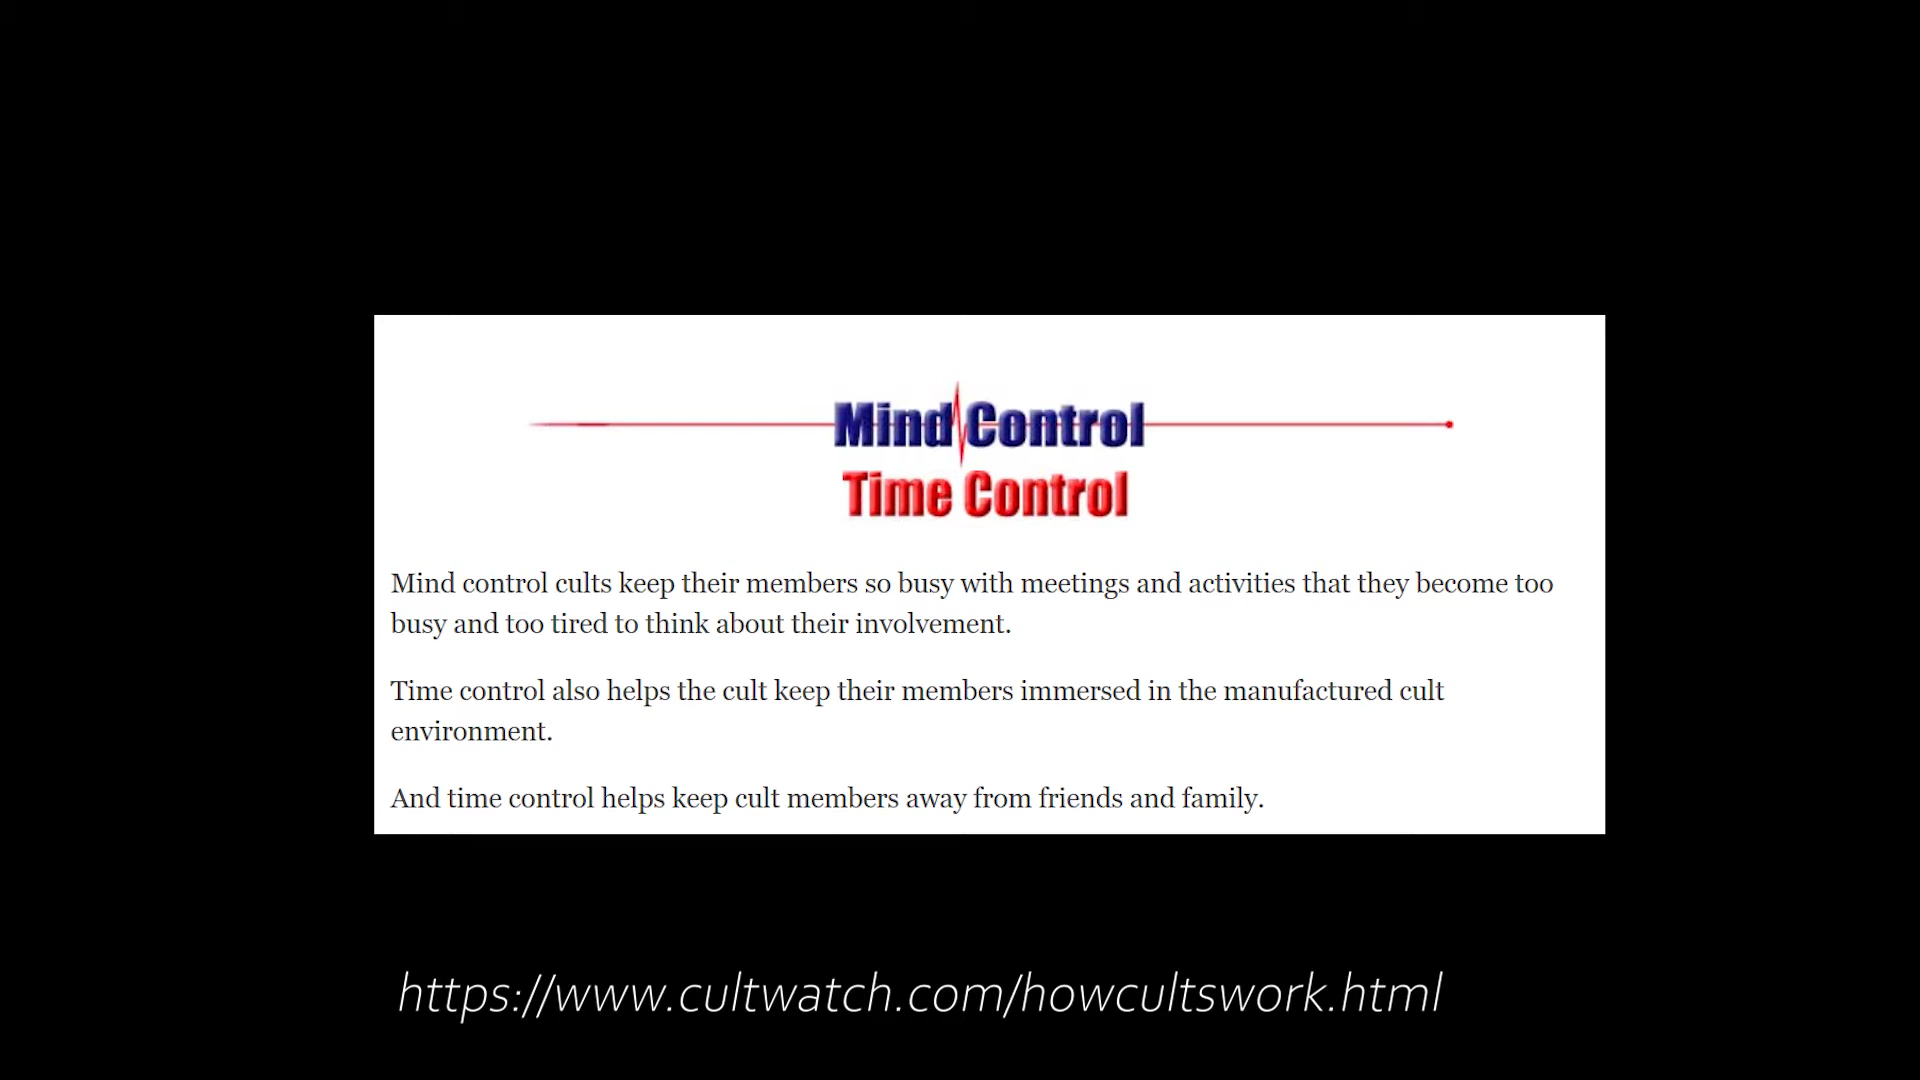 Mind Control
Time Control
Mind control cults keep their members so busy with meetings and activities that they become too
busy and too tired to think about their involvement.
Time control also helps the cult keep their members immersed in the manufactured cult
environment.
And time control helps keep cult members away from friends and family.
https://www.cultwatch.com/howcultswork.html